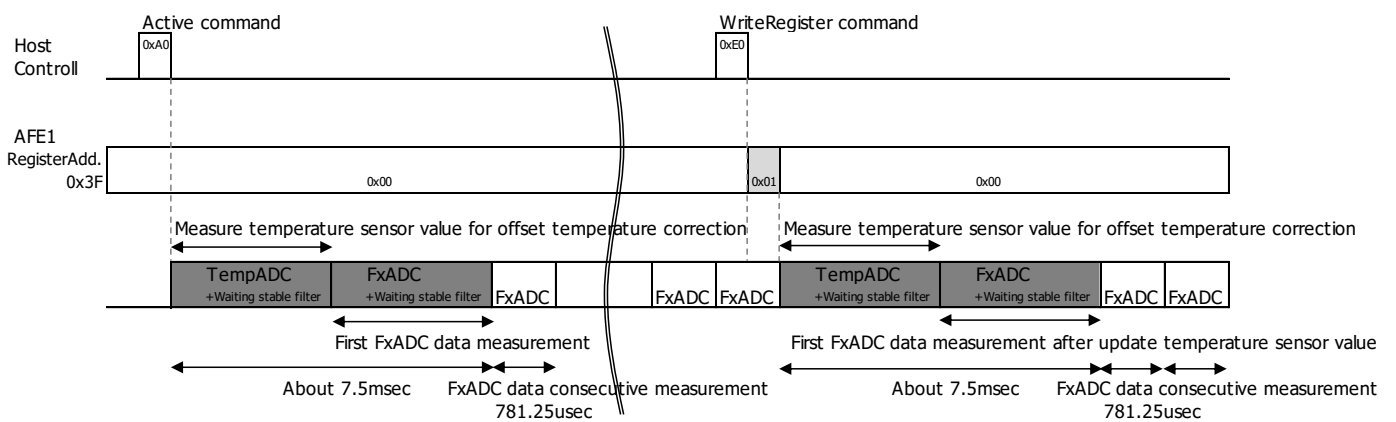 Active command
WriteRegister command
Host
Controll
0xA0
0xE0
AFE1
RegisterAdd.
0x3F
0x00
0x01
0x00
Measure temperature sensor value for offset temperature correction
Measure temperature sensor value for offset temperature correction
TempADC
+Waiting stable filter
FxADC
+Waiting stable filter
FxADC
FxADC
FxADC
TempADC
+Waiting stable filter
FxADC
+Waiting stable filter
FxADC
FxADC
First FxADC data measurement
First FxADC data measurement after update temperature sensor value
About 7.5msec
FxADC data consecutive measurement
781.25usec
About 7.5msec
FxADC data consecutive measurement
781.25usec